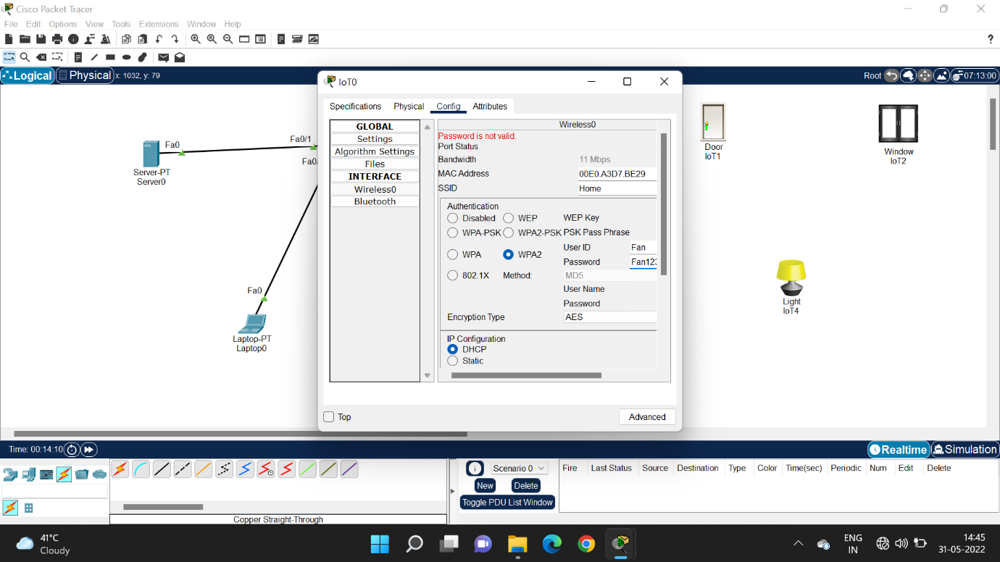 Cisco Packet Tracer
File Edit Options View Tools Extensions Window Help
Logical Physical x: 1032, y: 79
Root 07:13:00
Fa0
Server-PT
Server0
Fa0/1
Fa0/
Fa0
Laptop-PT
Laptop0
IoT0
Specifications Physical Config Attributes
GLOBAL
Settings
Algorithm Settings
Files
INTERFACE
Wireless0
Bluetooth
Wireless0
Password is not valid.
Port Status
Bandwidth 11 Mbps
MAC Address 00E0.A3D7.BE29
SSID Home
Authentication
Disabled WEP WEP Key
WPA-PSK WPA2-PSK PSK Pass Phrase
User ID Fan
WPA WPA2
Password Fan123
802.1X Method: MD5
User Name
Password
Encryption Type AES
IP Configuration
DHCP
Static
Top Advanced
Door
IoT1
Window
IoT2
Light
IoT4
Time: 00:14:10
Realtime Simulation
Scenario 0
New Delete
Toggle PDU List Window
Fire Last Status Source Destination Type Color Time(sec) Periodic Num Edit Delete
Copper Straight-Through
41°C
Cloudy
ENG
IN
14:45
31-05-2022